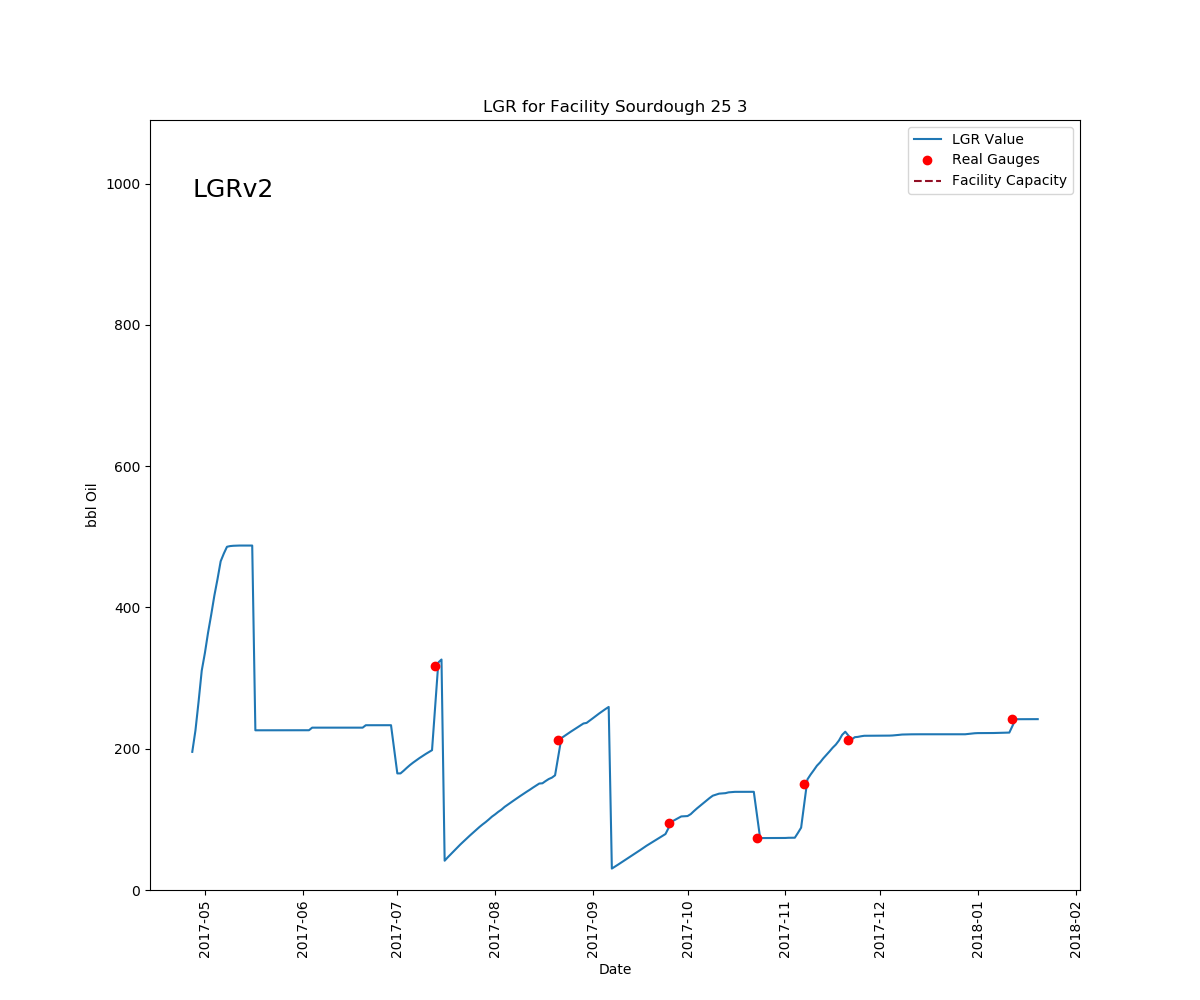 LGR for Facility Sourdough 25 3
LGR Value
Real Gauges
Facility Capacity
LGRv2
bbl Oil
1000
800
600
400
200
0
2017-05
2017-06
2017-07
2017-08
2017-09
2017-10
2017-11
2017-12
2018-01
2018-02
Date